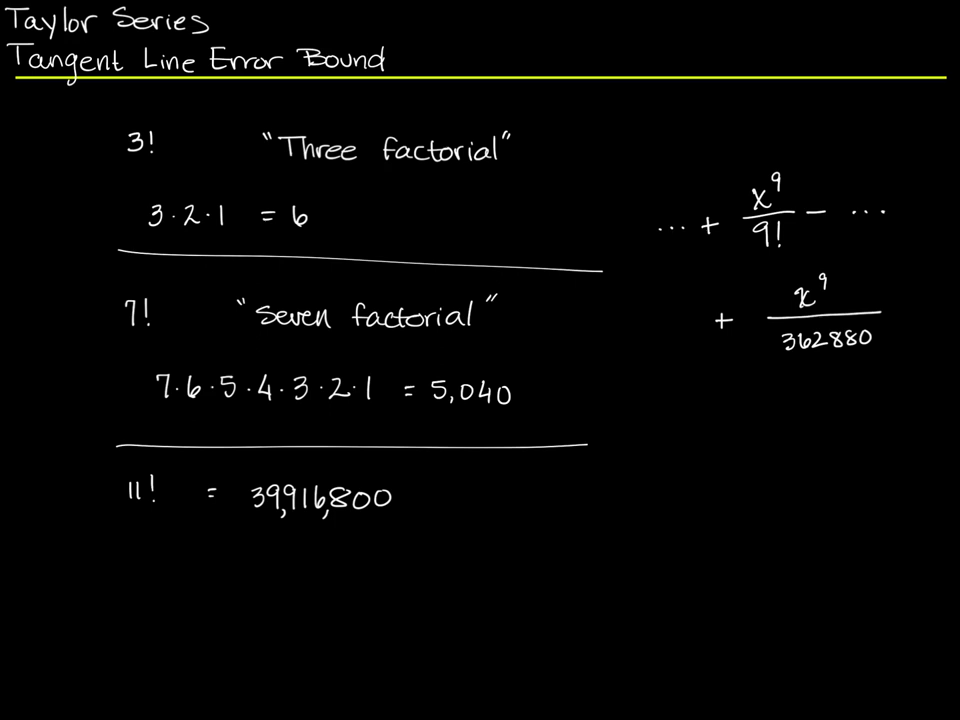 Taylor Series
Tangent Line Error Bound
3! "Three factorial"
3·2·1 = 6
7! "Seven factorial"
7·6·5·4·3·2·1 = 5,040
11! = 39,916,800
... + x^9/9! - ...
+ x^9/362880